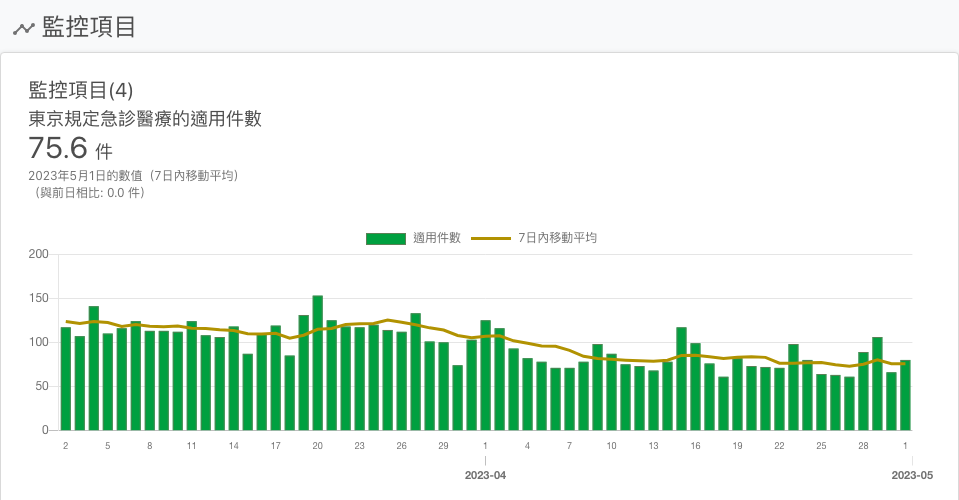 監控項目
監控項目(4)
東京規定急診醫療的適用件數
75.6 件
2023年5月1日的數值（7日內移動平均）
（與前日相比: 0.0 件）
適用件數 7日內移動平均
200
150
100
50
0
2 5 8 11 14 17 20 23 26 29 1 4 7 10 13 16 19 22 25 28 1
2023-04 2023-05